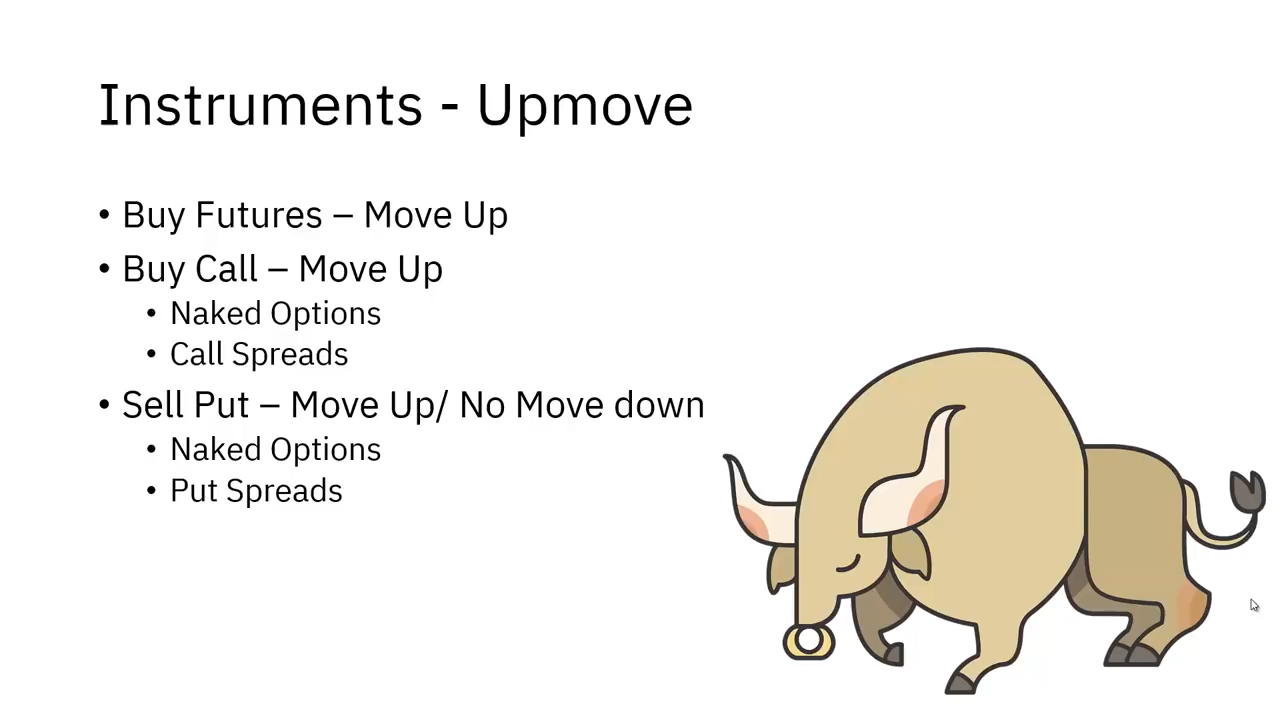 Instruments - Upmove
• Buy Futures – Move Up
• Buy Call – Move Up
• Naked Options
• Call Spreads
• Sell Put – Move Up/ No Move down
• Naked Options
• Put Spreads